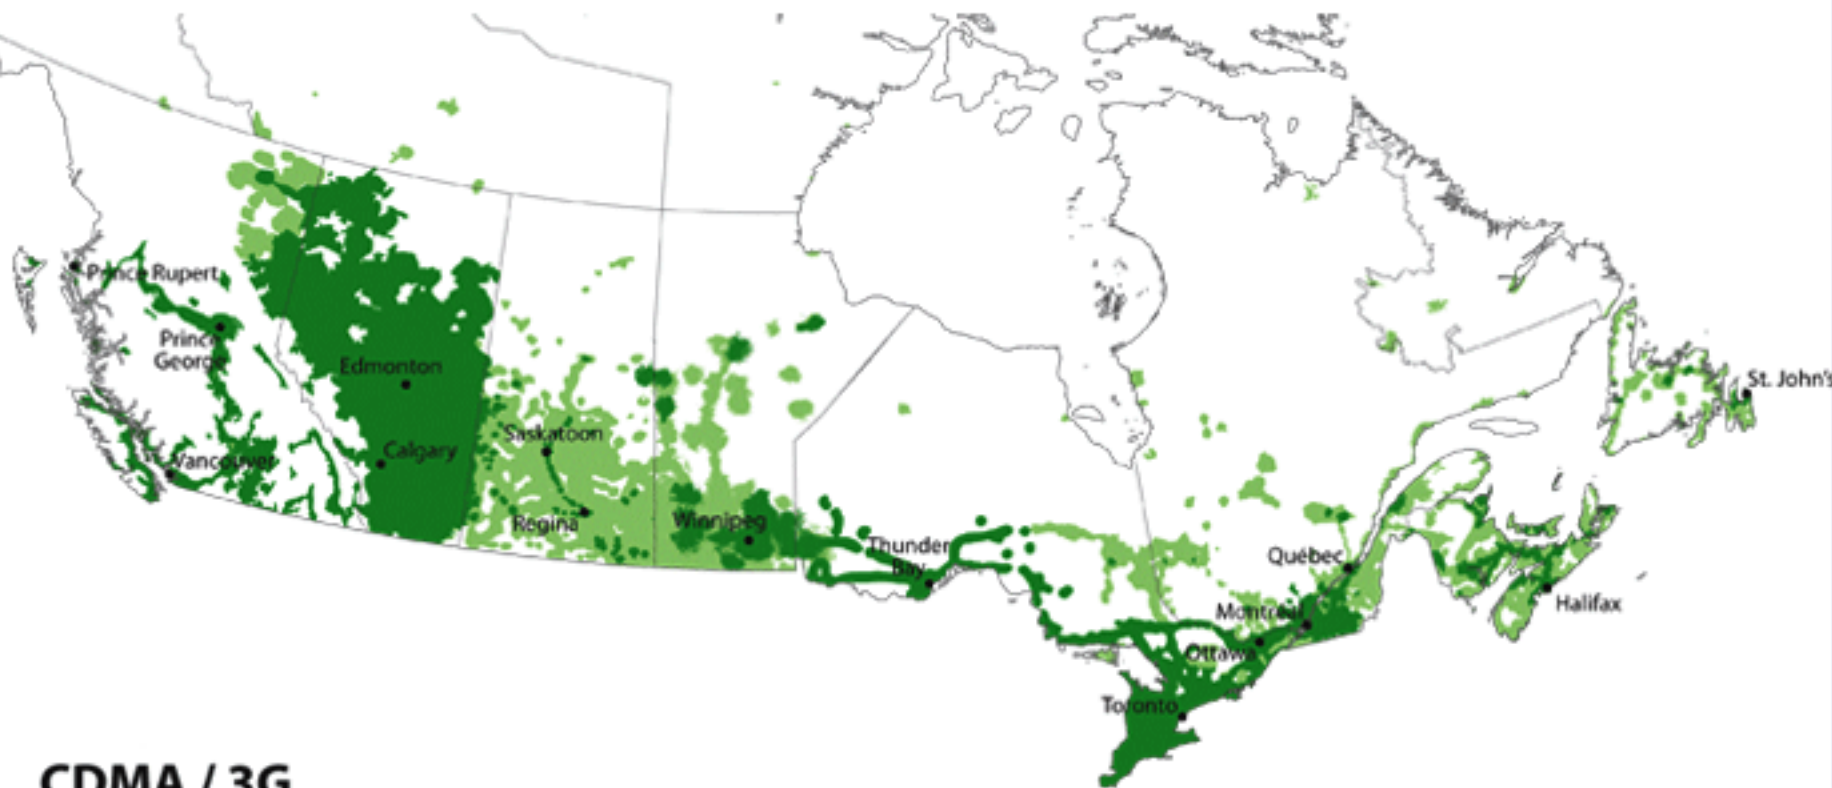 Prince Rupert
Prince
George
Edmonton
Calgary
Vancouver
Saskatoon
Regina
Winnipeg
Thunder
Bay
Québec
Montréal
Ottawa
Toronto
Halifax
St. John's
CDMA / 3G